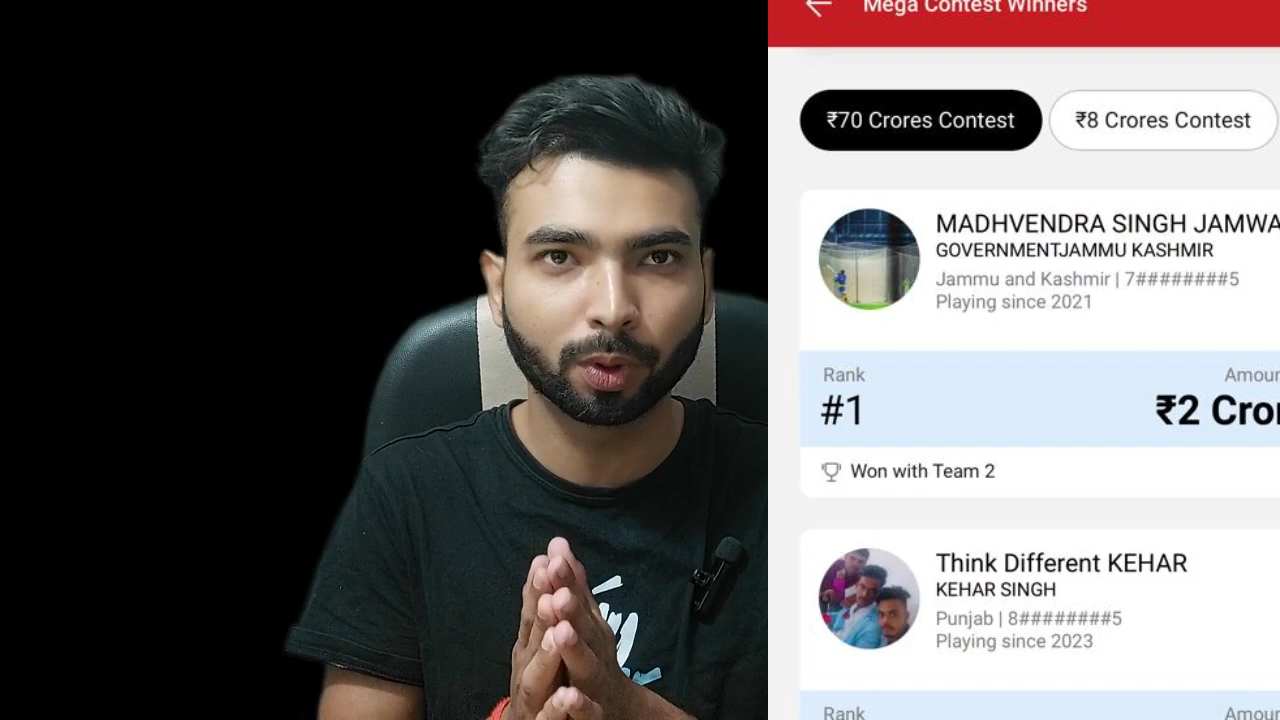 Mega Contest Winners
₹70 Crores Contest
₹8 Crores Contest
MADHVENDRA SINGH JAMWA
GOVERNMENTJAMMU KASHMIR
Jammu and Kashmir | 7########5
Playing since 2021
Rank
Amoun
#1
₹2 Cror
Won with Team 2
Think Different KEHAR
KEHAR SINGH
Punjab | 8########5
Playing since 2023
Rank
Amoun